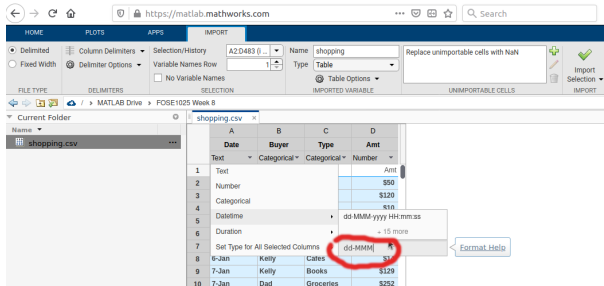 https://matlab.mathworks.com
Search
HOME PLOTS APPS IMPORT
Delimited Column Delimiters Selection/History A2:D483 (i ... Name shopping Replace unimportable cells with NaN
Fixed Width Delimiter Options Variable Names Row 1 Type Table Import
No Variable Names Table Options Selection
FILE TYPE DELIMITERS SELECTION IMPORTED VARIABLE UNIMPORTABLE CELLS IMPORT
/ > MATLAB Drive > FOSE1025 Week 8
Current Folder shopping.csv ×
Name A B C D
shopping.csv ••• Date Buyer Type Amt
Text Categorical Categorical Number
1 Text Amt
2 Number $50
3 $120
4 Categorical $10
5 Datetime dd-MMM-yyyy HH:mm:ss
6 Duration + 15 more
7 Set Type for All Selected Columns dd-MMM Format Help
8 6-Jan Kelly Cafes
9 7-Jan Kelly Books $129
10 7-Jan Dad Groceries $252